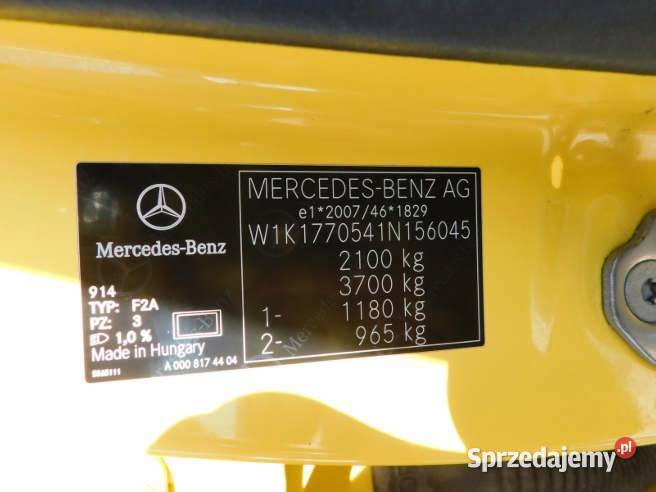 MERCEDES-BENZ AG
e1*2007/46*1829
W1K1770541N156045
2100 kg
3700 kg
1- 1180 kg
2- 965 kg
Mercedes-Benz
914
TYP: F2A
PZ: 3
1,0 %
Made in Hungary
A 000 817 44 04
Sprzedajemy.pl